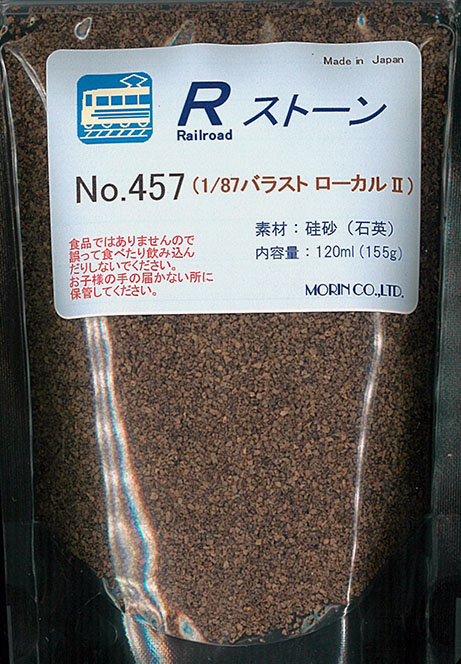 Made in Japan
R ストーン
Railroad
No.457 (1/87バラスト ローカルⅡ)
素材：硅砂（石英）
内容量：120ml（155g）
食品ではありませんので
誤って食べたり飲み込ん
だりしないでください。
お子様の手の届かない所に
保管してください。
MORIN CO.,LTD.